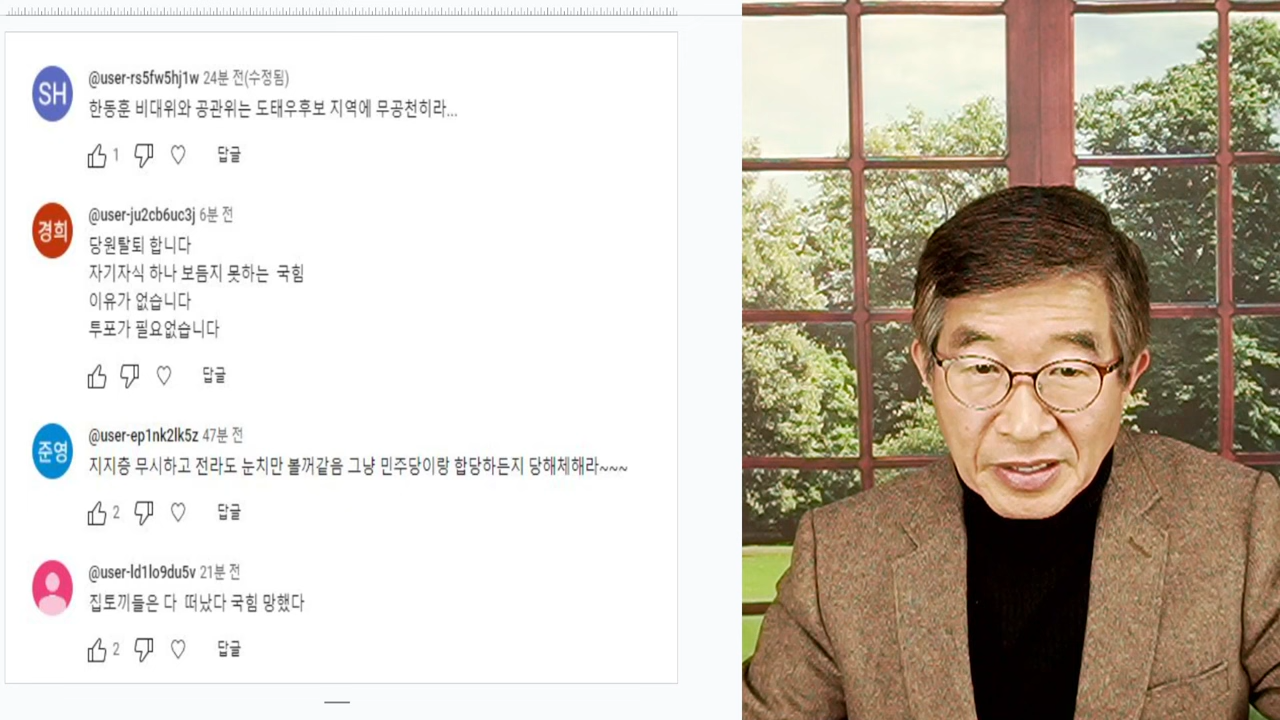 SH
@user-rs5fw5hj1w 24분 전(수정됨)
한동훈 비대위와 공관위는 도태우후보 지역에 무공천히라...
1
답글
경희
@user-ju2cb6uc3j 6분 전
당원탈퇴 합니다
자기자식 하나 보듬지 못하는 국힘
이유가 없습니다
투포가 필요없습니다
답글
준영
@user-ep1nk2lk5z 47분 전
지지층 무시하고 전라도 눈치만 볼꺼같음 그냥 민주당이랑 합당하든지 당해체해라~~~
2
답글
@user-ld1lo9du5v 21분 전
집토끼들은 다 떠났다 국힘 망했다
2
답글